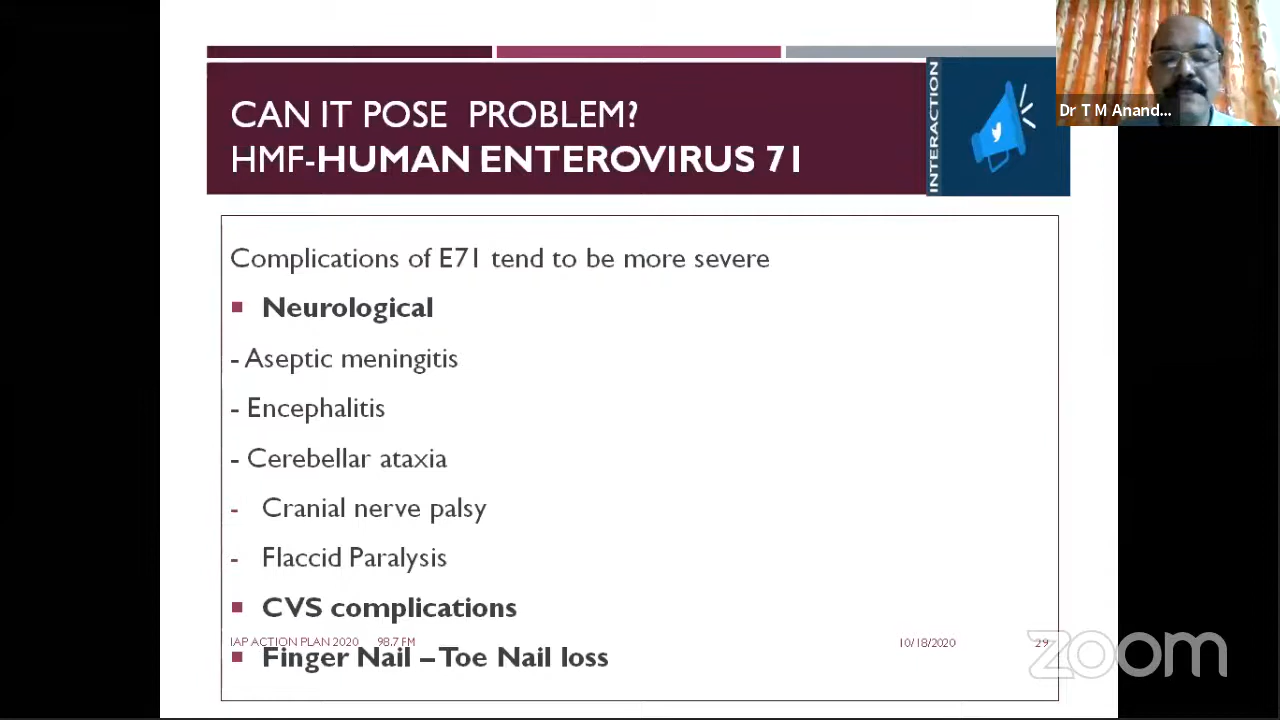 CAN IT POSE PROBLEM?
HMF-HUMAN ENTEROVIRUS 71
INTERACTION
Dr T M Anand...
Complications of E71 tend to be more severe
▪ Neurological
- Aseptic meningitis
- Encephalitis
- Cerebellar ataxia
- Cranial nerve palsy
- Flaccid Paralysis
▪ CVS complications
IAP ACTION PLAN 2020 98.7 FM 10/18/2020 29
▪ Finger Nail – Toe Nail loss
zoom